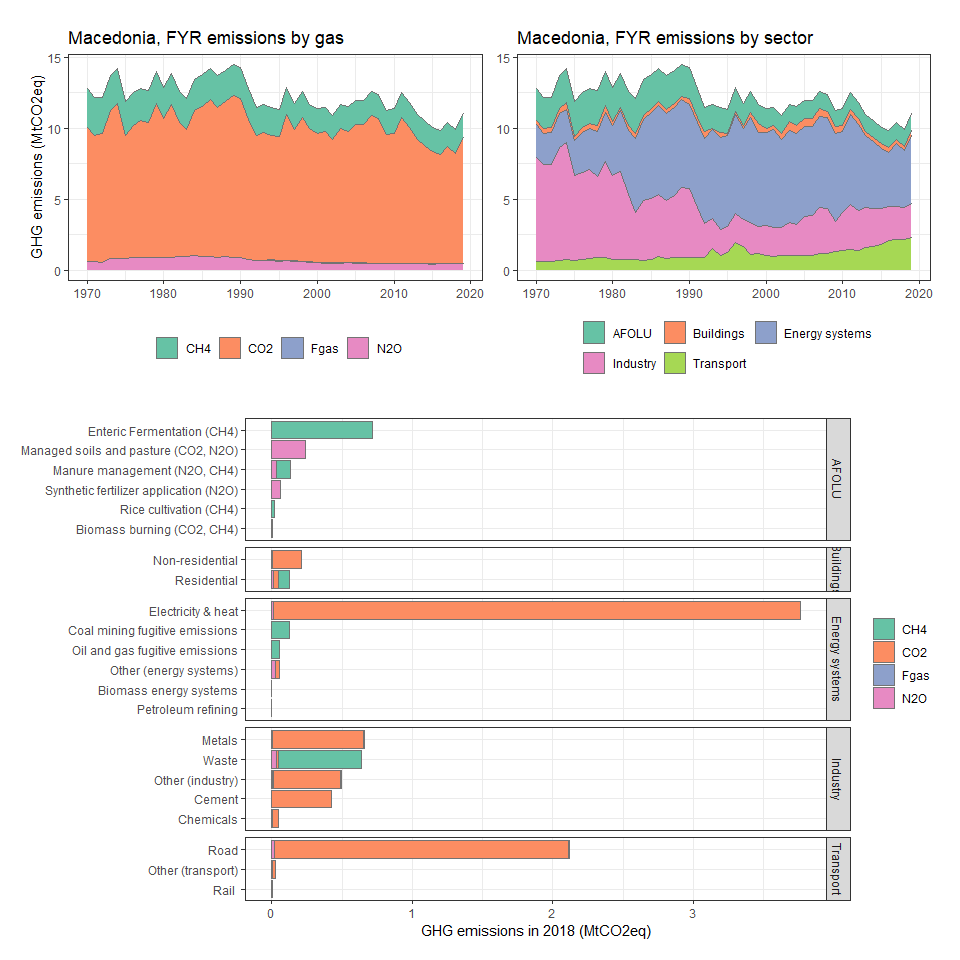 Macedonia, FYR emissions by gas
GHG emissions (MtCO2eq)
15
10
5
0
1970
1980
1990
2000
2010
2020
CH4
CO2
Fgas
N2O
Macedonia, FYR emissions by sector
15
10
5
0
1970
1980
1990
2000
2010
2020
AFOLU
Buildings
Energy systems
Industry
Transport
Enteric Fermentation (CH4)
Managed soils and pasture (CO2, N2O)
Manure management (N2O, CH4)
Synthetic fertilizer application (N2O)
Rice cultivation (CH4)
Biomass burning (CO2, CH4)
AFOLU
Non-residential
Residential
Buildings
Electricity & heat
Coal mining fugitive emissions
Oil and gas fugitive emissions
Other (energy systems)
Biomass energy systems
Petroleum refining
Energy systems
Metals
Waste
Other (industry)
Cement
Chemicals
Industry
Road
Other (transport)
Rail
Transport
0
1
2
3
GHG emissions in 2018 (MtCO2eq)
CH4
CO2
Fgas
N2O